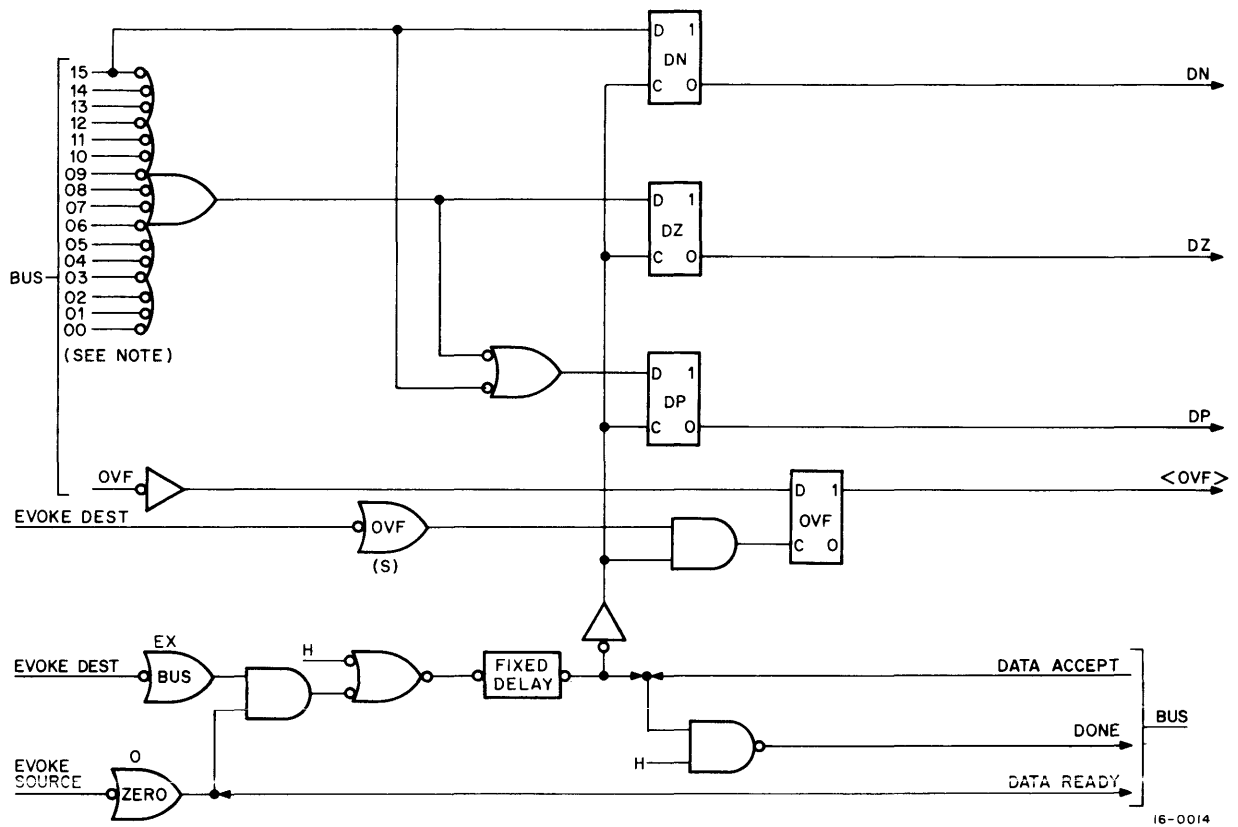 D 1
DN
C 0
DN
15
14
13
12
11
10
09
08
07
06
05
04
03
02
01
00
BUS
(SEE NOTE)
D 1
DZ
C 0
DZ
D 1
DP
C 0
DP
OVF
EVOKE DEST
OVF
(S)
D 1
OVF
C 0
<OVF>
EX
EVOKE DEST
BUS
H
FIXED
DELAY
DATA ACCEPT
BUS
DONE
H
0
EVOKE
SOURCE
ZERO
DATA READY
16-0014